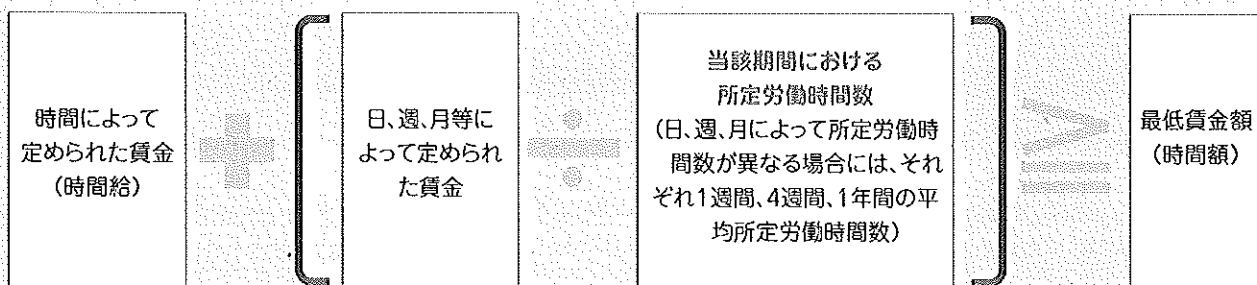 時間によって
定められた賃金
(時間給)
+
日、週、月等に
よって定められ
た賃金
÷
当該期間における
所定労働時間数
(日、週、月によって所定労働時
間数が異なる場合には、それ
ぞれ1週間、4週間、1年間の平
均所定労働時間数)
≧
最低賃金額
(時間額)